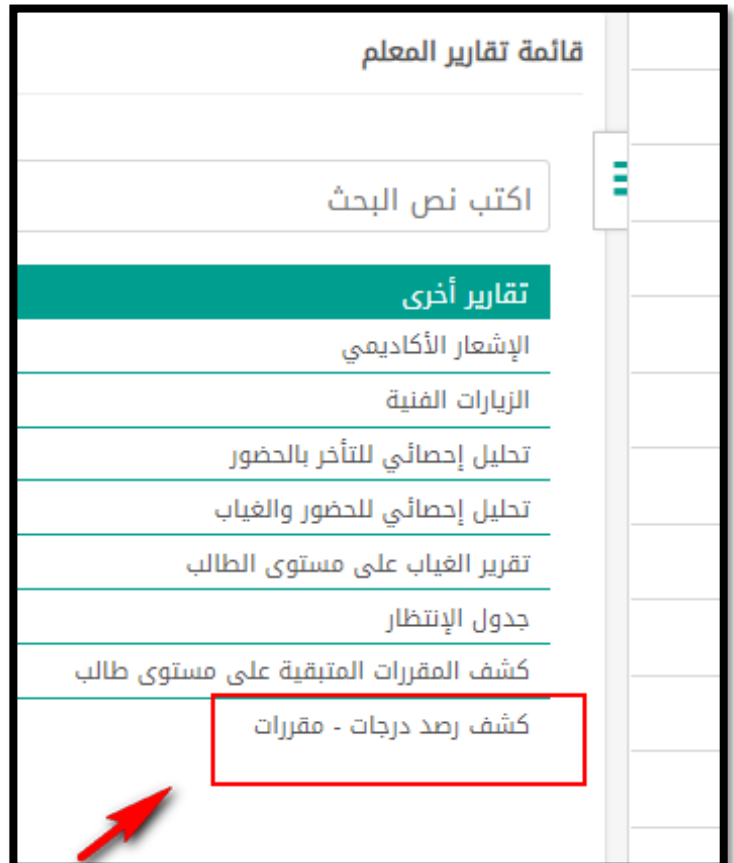 قائمة تقارير المعلم
اكتب نص البحث
تقارير أخرى
الإشعار الأكاديمي
الزيارات الفنية
تحليل إحصائي للتأخر بالحضور
تحليل إحصائي للحضور والغياب
تقرير الغياب على مستوى الطالب
جدول الإنتظار
كشف المقررات المتبقية على مستوى طالب
كشف رصد درجات - مقررات